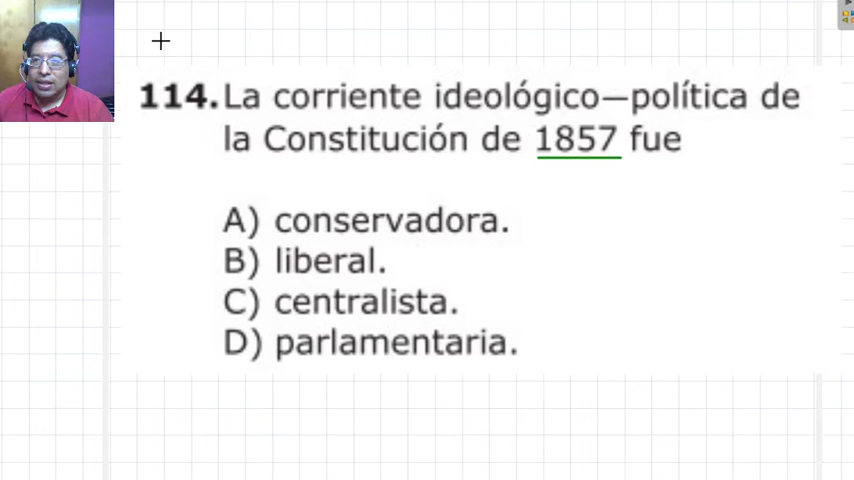 114. La corriente ideológico—política de
la Constitución de 1857 fue
A) conservadora.
B) liberal.
C) centralista.
D) parlamentaria.